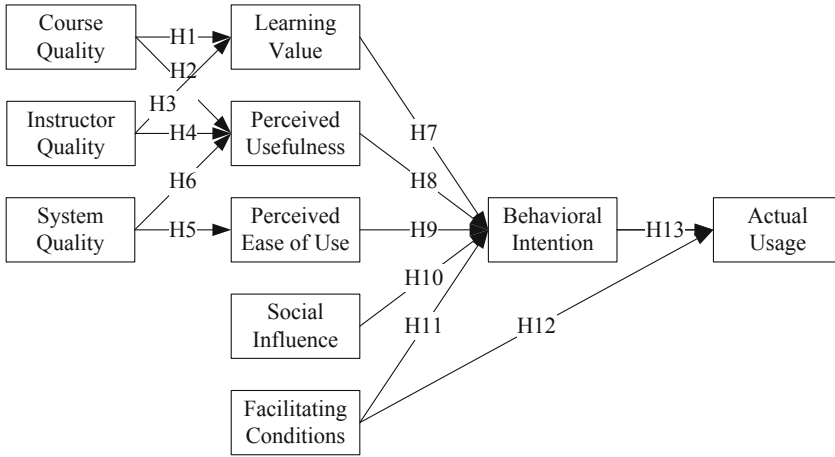 Course
Quality
H1
Learning
Value
H2
H3
Instructor
Quality
H4
Perceived
Usefulness
H7
H6
H8
System
Quality
H5
Perceived
Ease of Use
H9
Behavioral
Intention
H13
Actual
Usage
H10
Social
Influence
H11
H12
Facilitating
Conditions